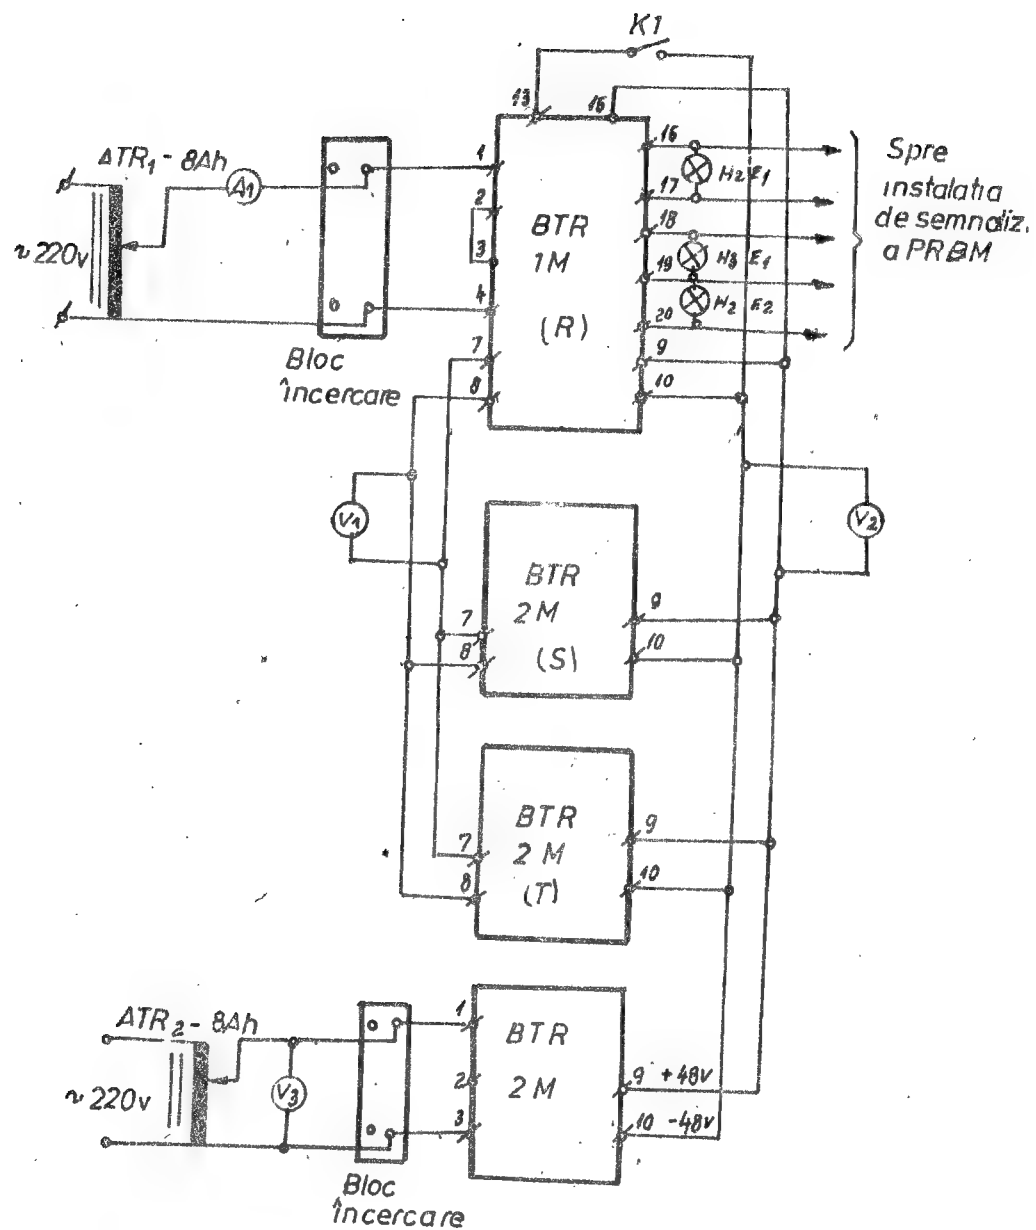 K1
13
15
ATR1 - 8Ah
A1
~ 220v
Bloc
încercare
1
2
3
4
7
8
BTR
1M
(R)
16
17
18
19
20
9
10
H2 E1
H3 E1
H2 E2
Spre
instalatia
de semnaliz.
a PRBM
V1
V2
BTR
2M
(S)
7
8
9
10
BTR
2M
(T)
7
8
9
10
ATR2 - 8Ah
~ 220v
V3
Bloc
încercare
1
2
3
BTR
2M
9 +48v
10 -48v